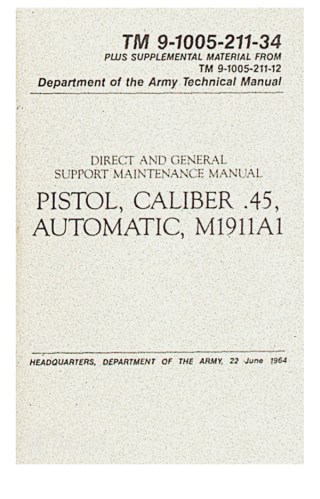 TM 9-1005-211-34
PLUS SUPPLEMENTAL MATERIAL FROM
TM 9-1005-211-12
Department of the Army Technical Manual
DIRECT AND GENERAL
SUPPORT MAINTENANCE MANUAL
PISTOL, CALIBER .45,
AUTOMATIC, M1911A1
HEADQUARTERS, DEPARTMENT OF THE ARMY, 22 June 1964